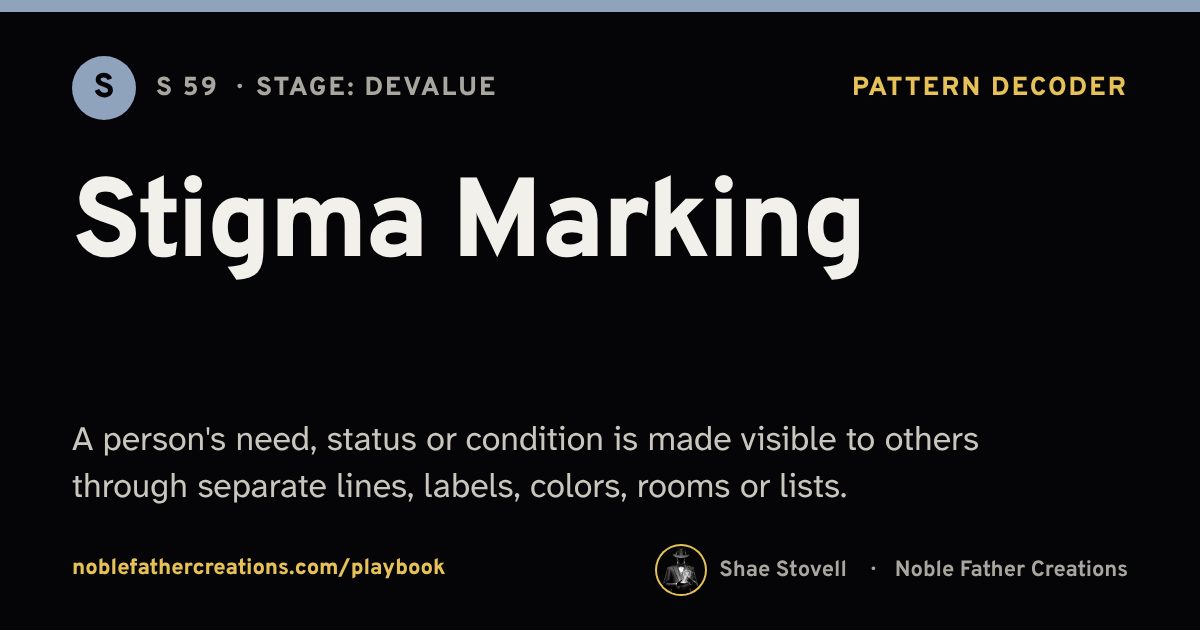 S
S 59 · STAGE: DEVALUE
PATTERN DECODER
Stigma Marking
A person's need, status or condition is made visible to others
through separate lines, labels, colors, rooms or lists.
noblefathercreations.com/playbook
Shae Stovell · Noble Father Creations